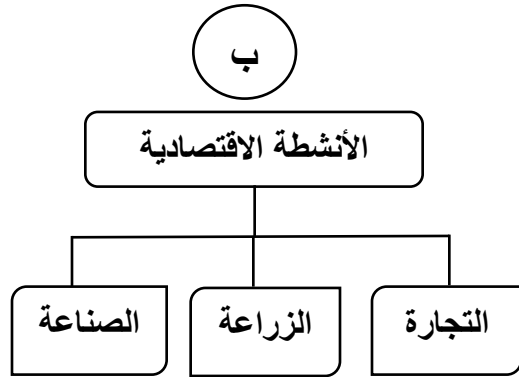 ب
الأنشطة الاقتصادية
التجارة
الزراعة
الصناعة